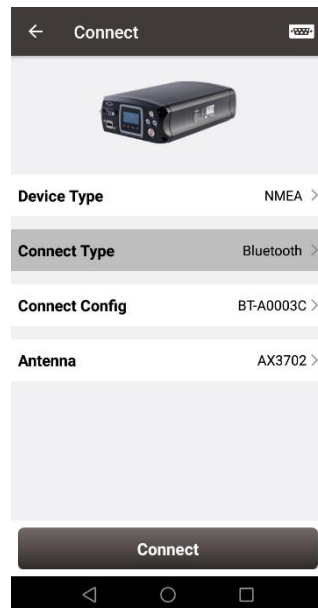 Connect
Device Type NMEA
Connect Type Bluetooth
Connect Config BT-A0003C
Antenna AX3702
Connect